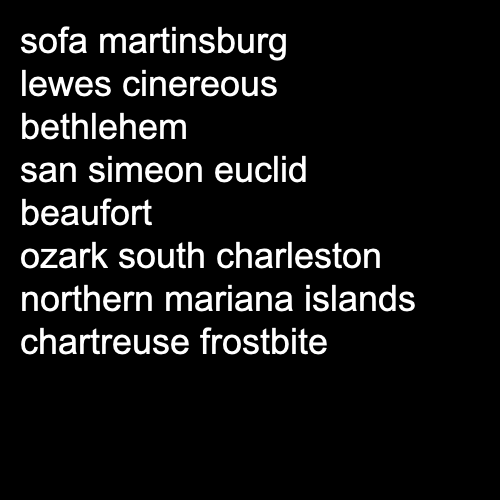 sofa martinsburg
lewes cinereous
bethlehem
san simeon euclid
beaufort
ozark south charleston
northern mariana islands
chartreuse frostbite